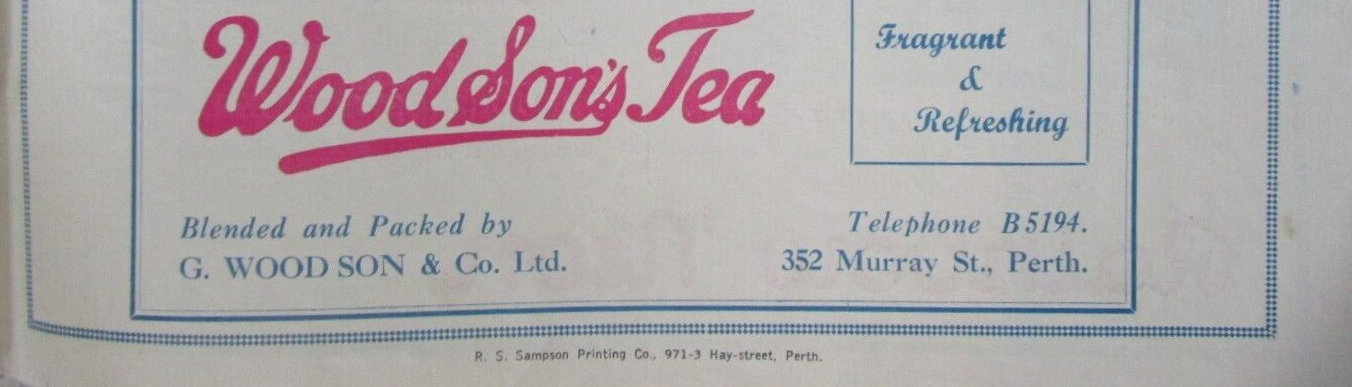 Wood Son's Tea
Fragrant
&
Refreshing
Blended and Packed by
G. WOOD SON & Co. Ltd.
Telephone B5194.
352 Murray St., Perth.
R. S. Sampson Printing Co., 971-3 Hay-street, Perth.